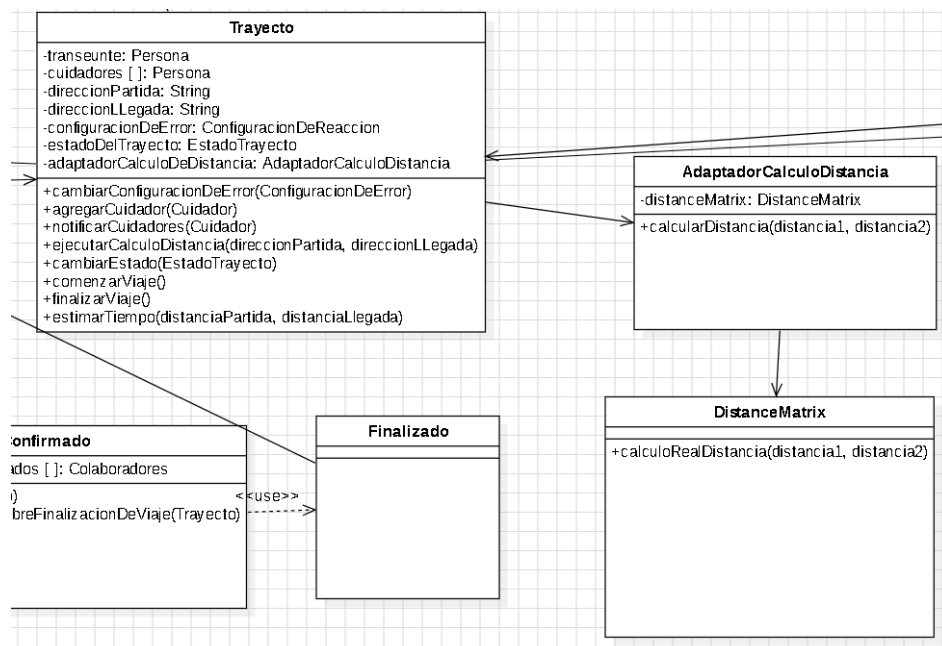 Trayecto
-transeunte: Persona
-cuidadores [ ]: Persona
-direccionPartida: String
-direccionLLegada: String
-configuracionDeError: ConfiguracionDeReaccion
-estadoDelTrayecto: EstadoTrayecto
-adaptadorCalculoDeDistancia: AdaptadorCalculoDistancia
+cambiarConfiguracionDeError(ConfiguracionDeError)
+agregarCuidador(Cuidador)
+notificarCuidadores(Cuidador)
+ejecutarCalculoDistancia(direccionPartida, direccionLLegada)
+cambiarEstado(EstadoTrayecto)
+comenzarViaje()
+finalizarViaje()
+estimarTiempo(distanciaPartida, distanciaLlegada)
AdaptadorCalculoDistancia
-distanceMatrix: DistanceMatrix
+calcularDistancia(distancia1, distancia2)
DistanceMatrix
+calculoRealDistancia(distancia1, distancia2)
onfirmado
ados [ ]: Colaboradores
)
breFinalizacionDeViaje(Trayecto)
<<use>>
Finalizado